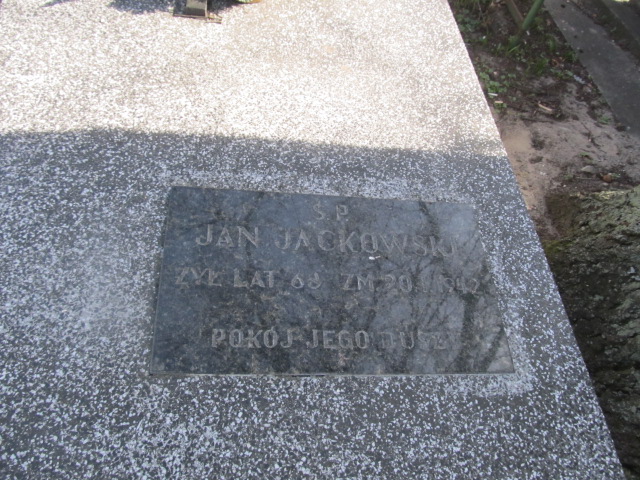 Ś.P.
JAN JACKOWSKI
ŻYŁ LAT 68 ZM. 20
POKÓJ JEGO DUSZY